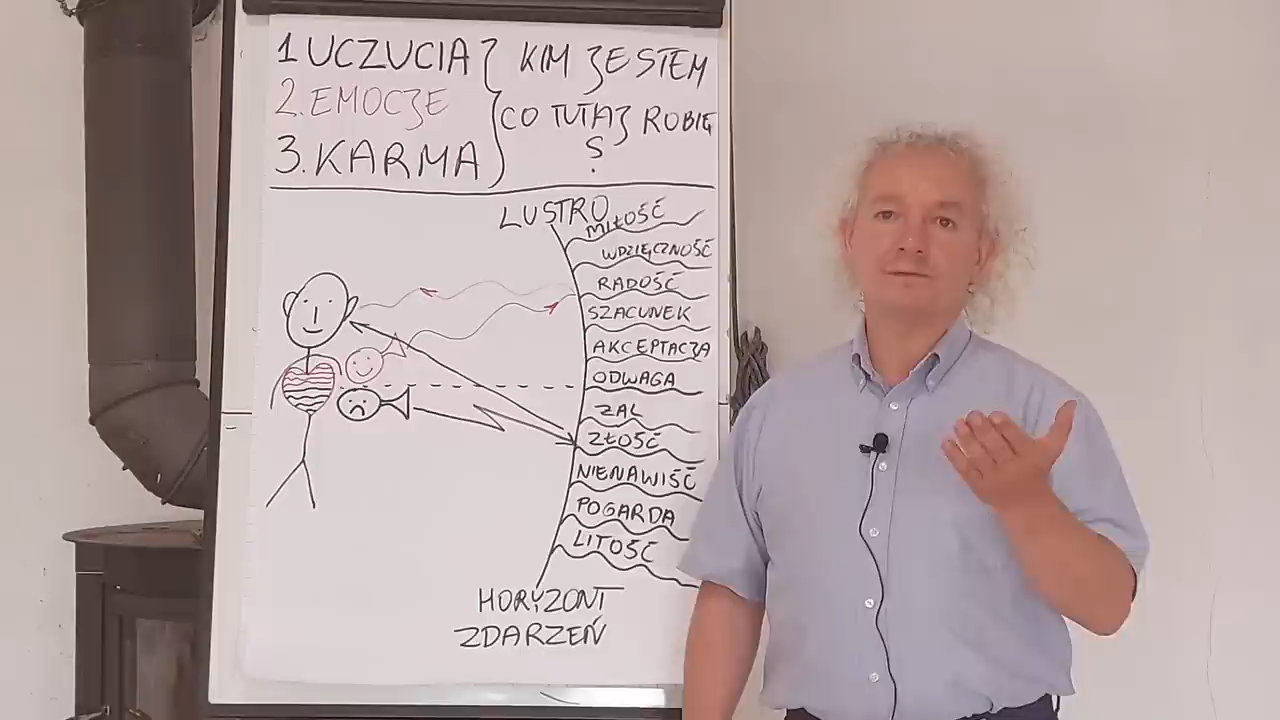 1 UCZUCIA } KIM JESTEM
2. EMOCJE CO TUTAJ ROBIĘ
3. KARMA ?
LUSTRO
MIŁOŚĆ
WDZIĘCZNOŚĆ
RADOŚĆ
SZACUNEK
AKCEPTACJA
ODWAGA
ŻAL
ZŁOŚĆ
NIENAWIŚĆ
POGARDA
LITOŚĆ
HORYZONT
ZDARZEŃ